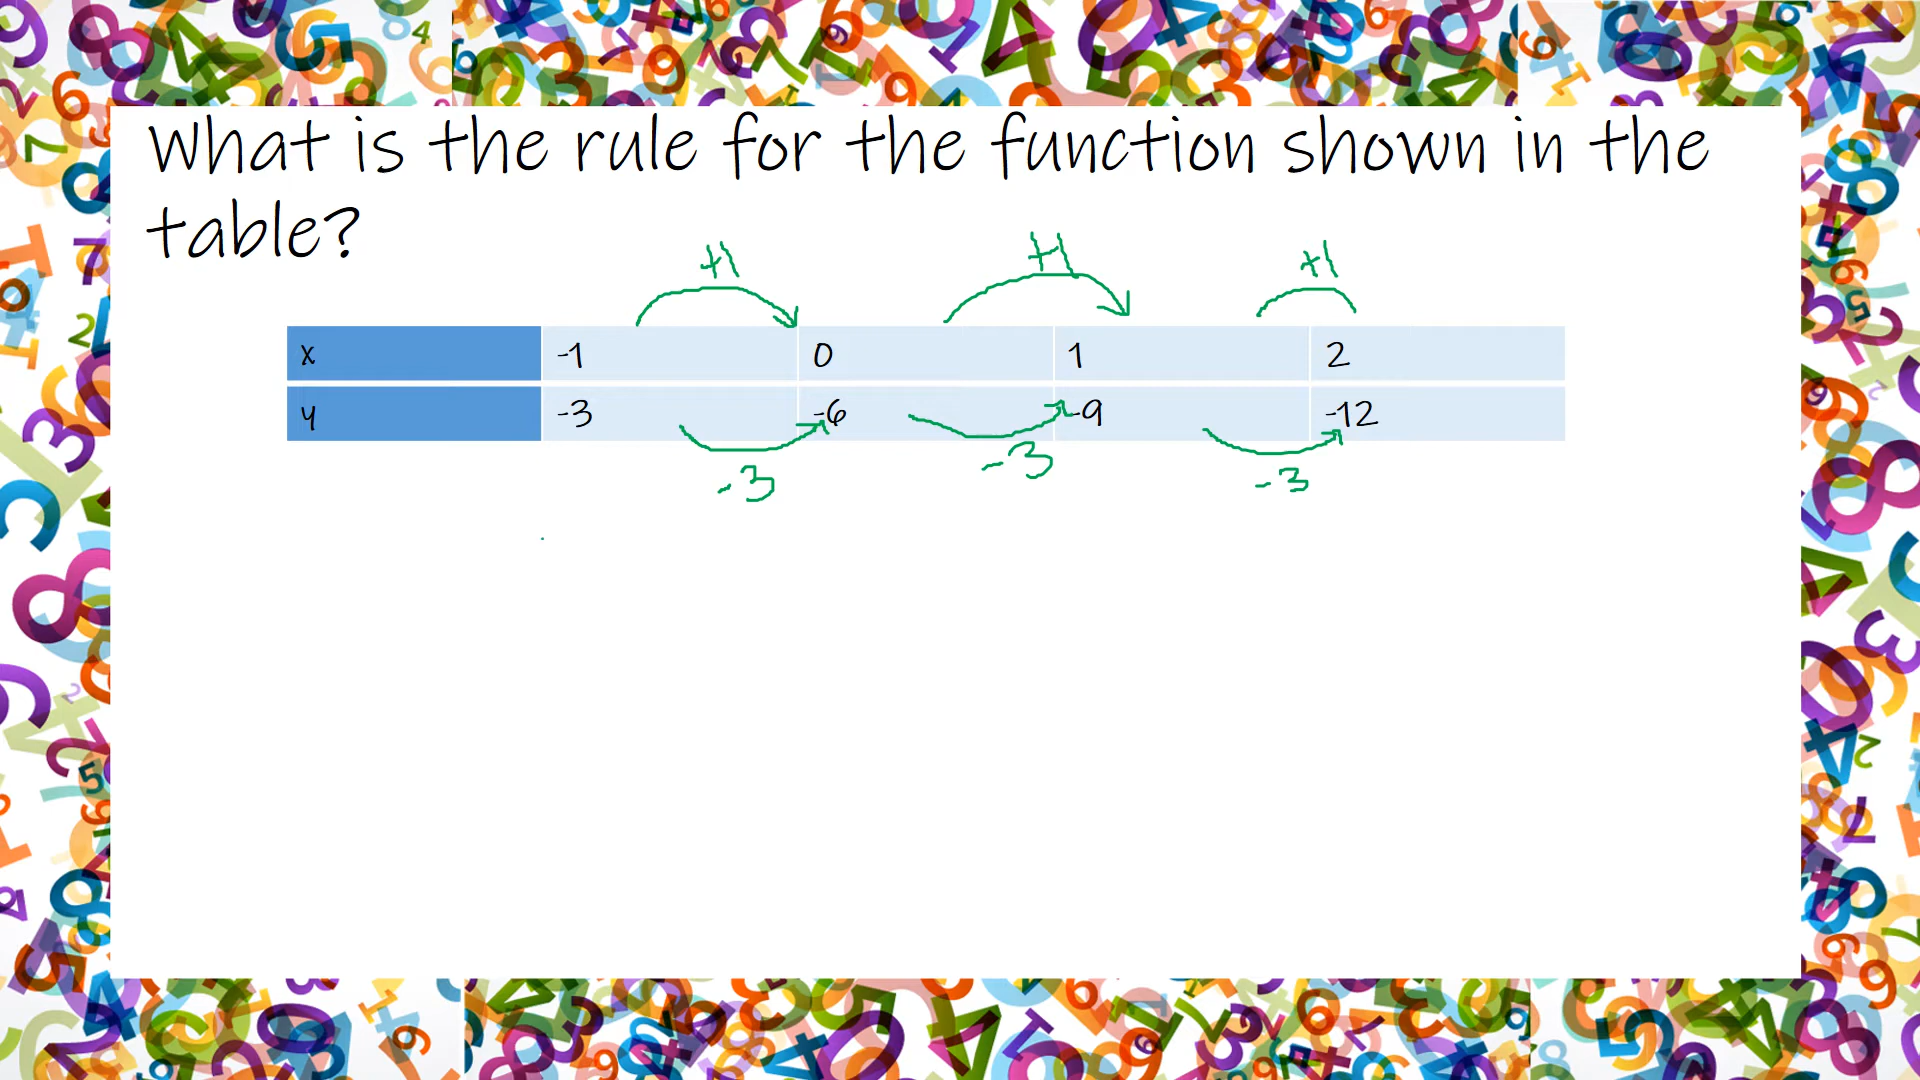 What is the rule for the function shown in the
table?
+1 +1 +1
x -1 0 1 2
y -3 -6 -9 -12
-3 -3 -3